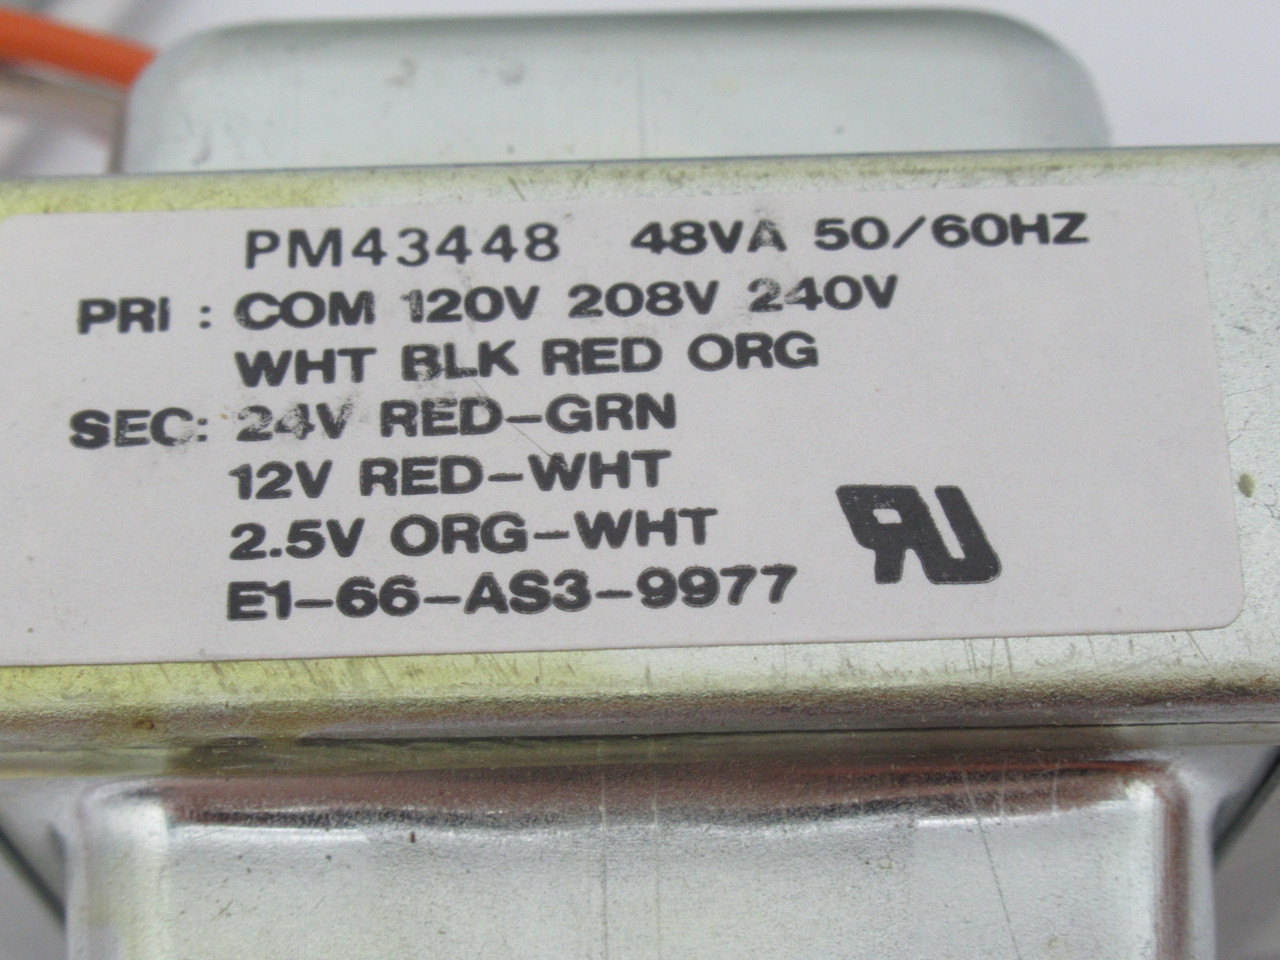 PM43448 48VA 50/60HZ
PRI : COM 120V 208V 240V
WHT BLK RED ORG
SEC: 24V RED-GRN
12V RED-WHT
2.5V ORG-WHT
E1-66-AS3-9977